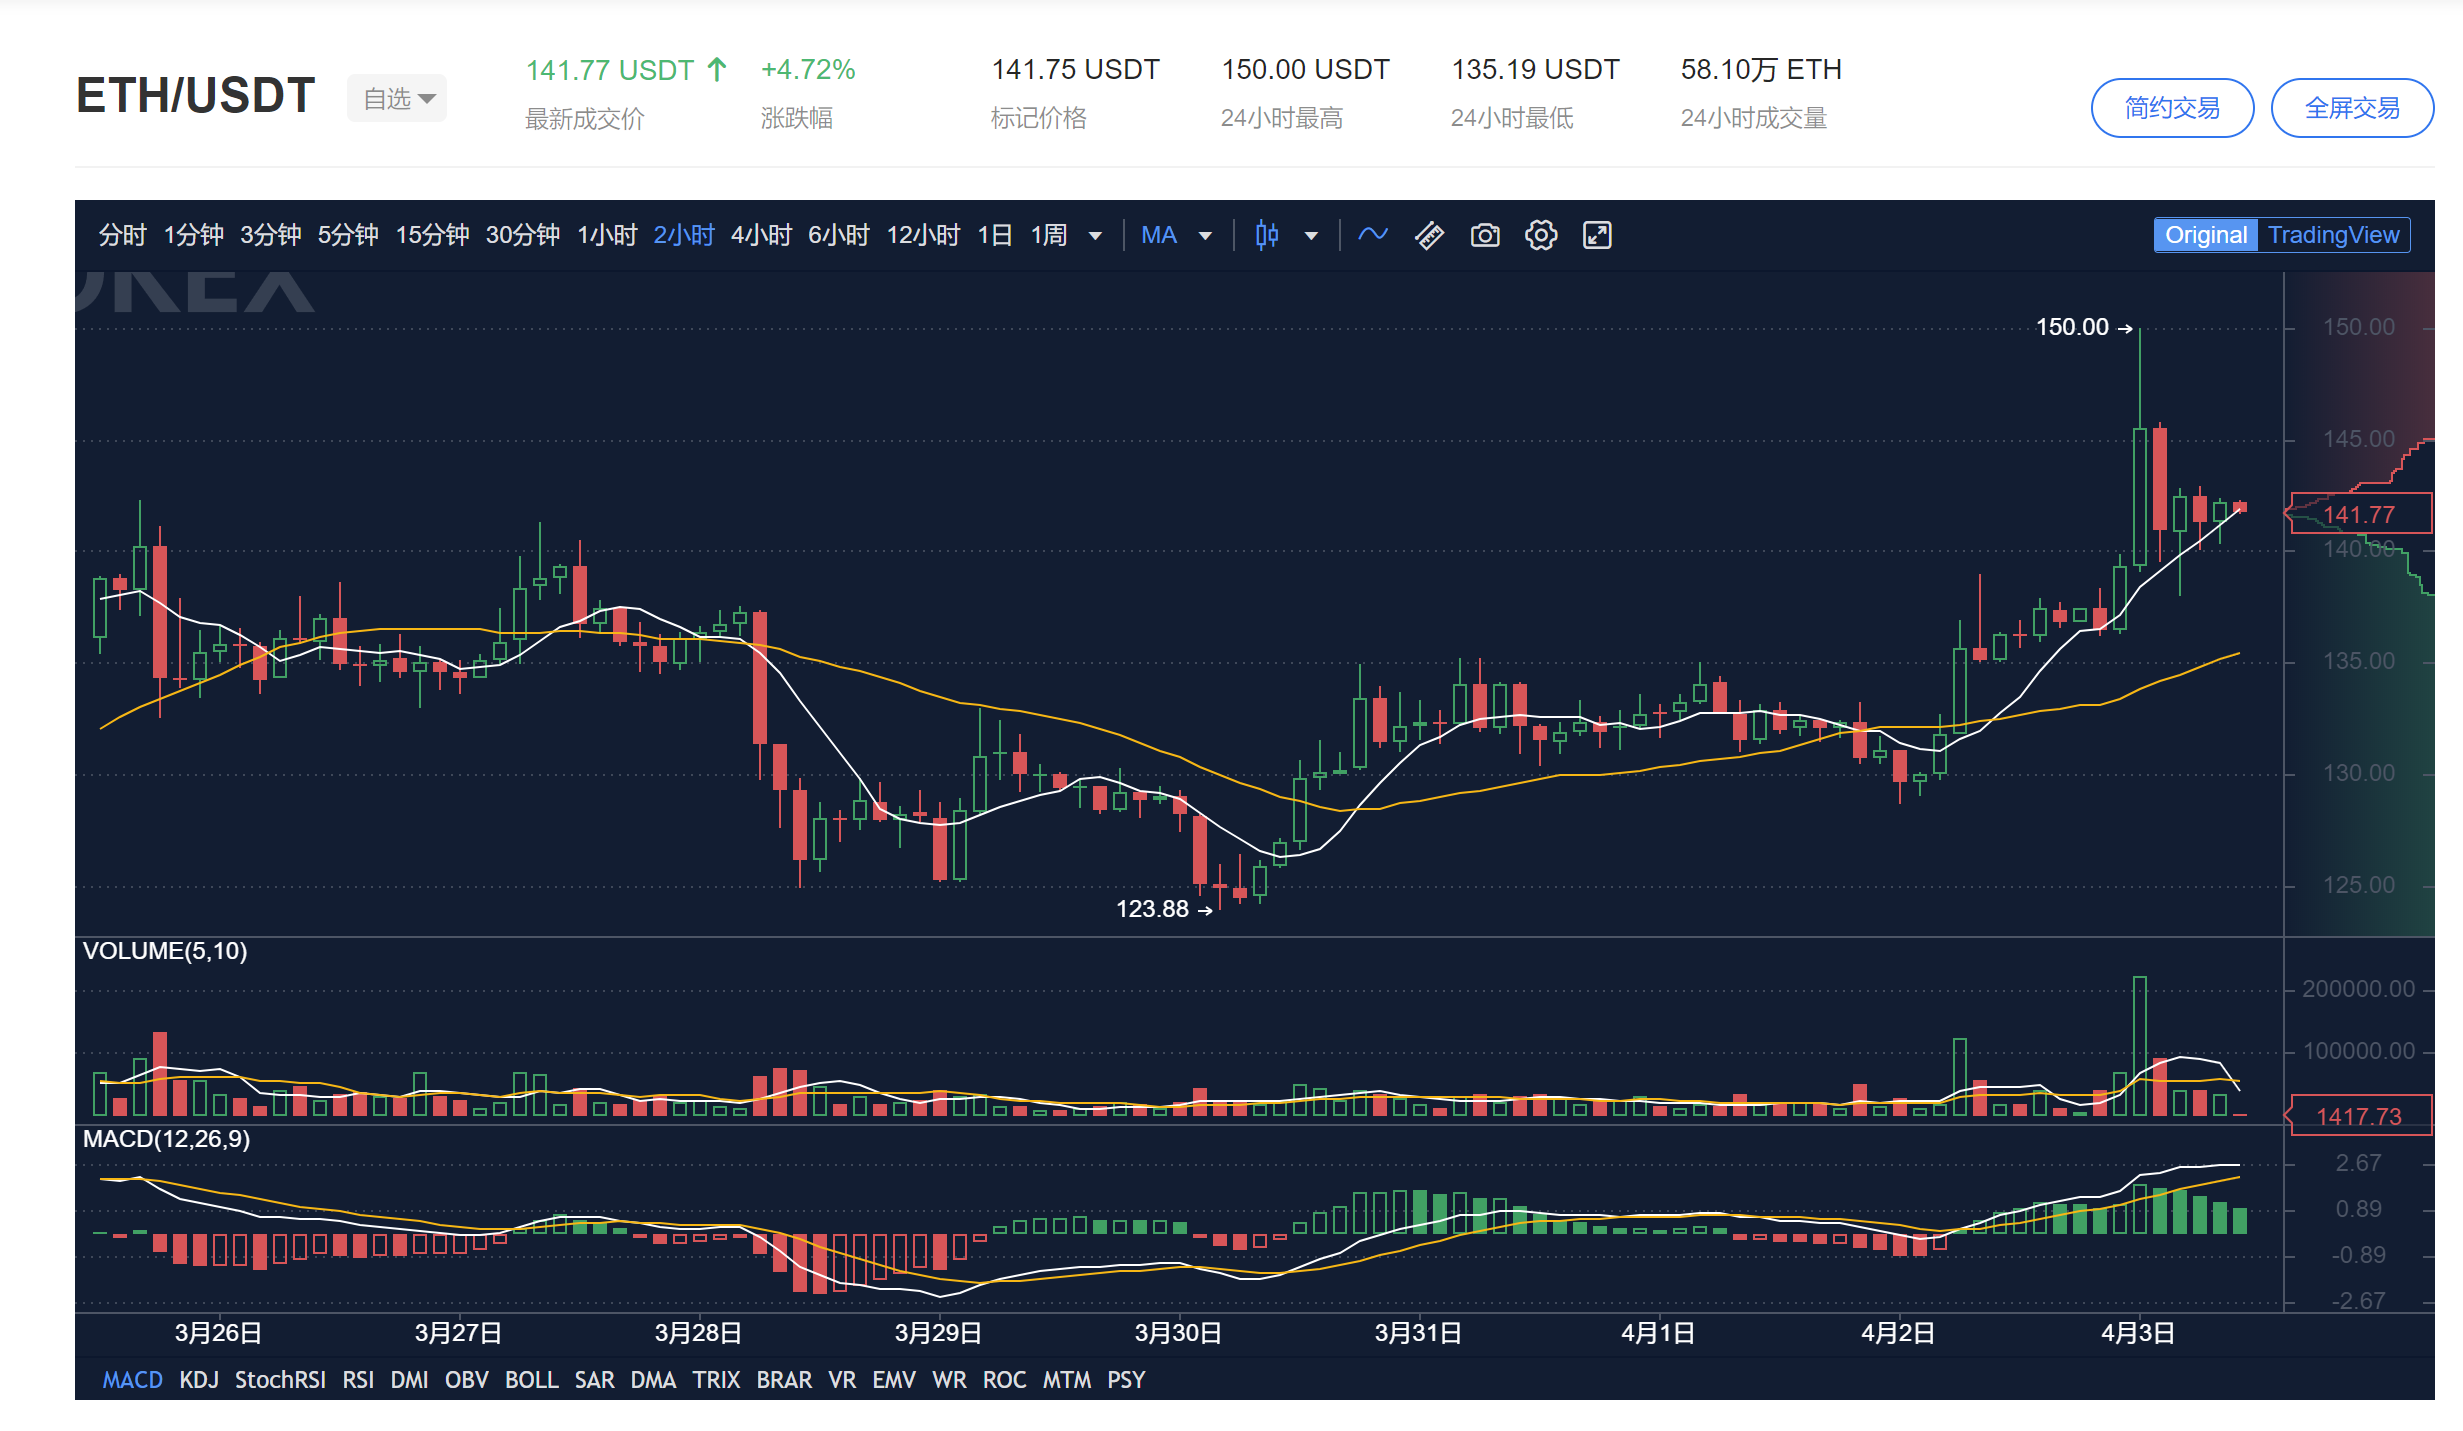 ETH/USDT 自选
141.77 USDT ↑ +4.72% 141.75 USDT 150.00 USDT 135.19 USDT 58.10万 ETH
最新成交价 涨跌幅 标记价格 24小时最高 24小时最低 24小时成交量
简约交易 全屏交易
分时 1分钟 3分钟 5分钟 15分钟 30分钟 1小时 2小时 4小时 6小时 12小时 1日 1周 MA Original TradingView
OKEX
150.00 → 150.00
145.00
141.77
140.00
135.00
130.00
125.00
123.88 →
VOLUME(5,10)
200000.00
100000.00
1417.73
MACD(12,26,9)
2.67
0.89
-0.89
-2.67
3月26日 3月27日 3月28日 3月29日 3月30日 3月31日 4月1日 4月2日 4月3日
MACD KDJ StochRSI RSI DMI OBV BOLL SAR DMA TRIX BRAR VR EMV WR ROC MTM PSY